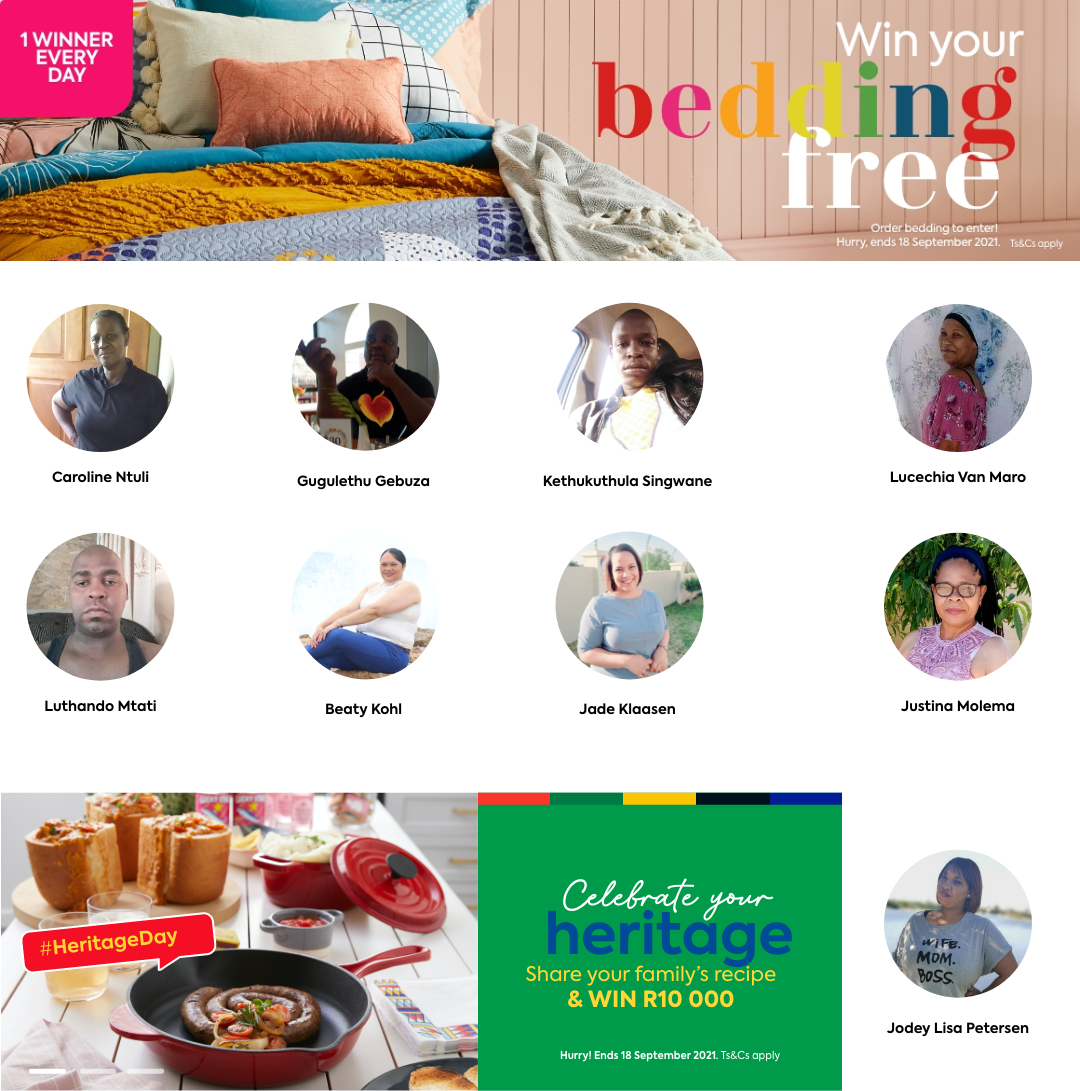 1 WINNER
EVERY
DAY
Win your
bedding
free
Order bedding to enter!
Hurry, ends 18 September 2021. Ts&Cs apply
Caroline Ntuli
Gugulethu Gebuza
Kethukuthula Singwane
Lucechia Van Maro
Luthando Mtati
Beaty Kohl
Jade Klaasen
Justina Molema
#HeritageDay
Celebrate your
heritage
Share your family's recipe
& WIN R10 000
Hurry! Ends 18 September 2021. Ts&Cs apply
WIFE.
MOM.
BOSS.
Jodey Lisa Petersen